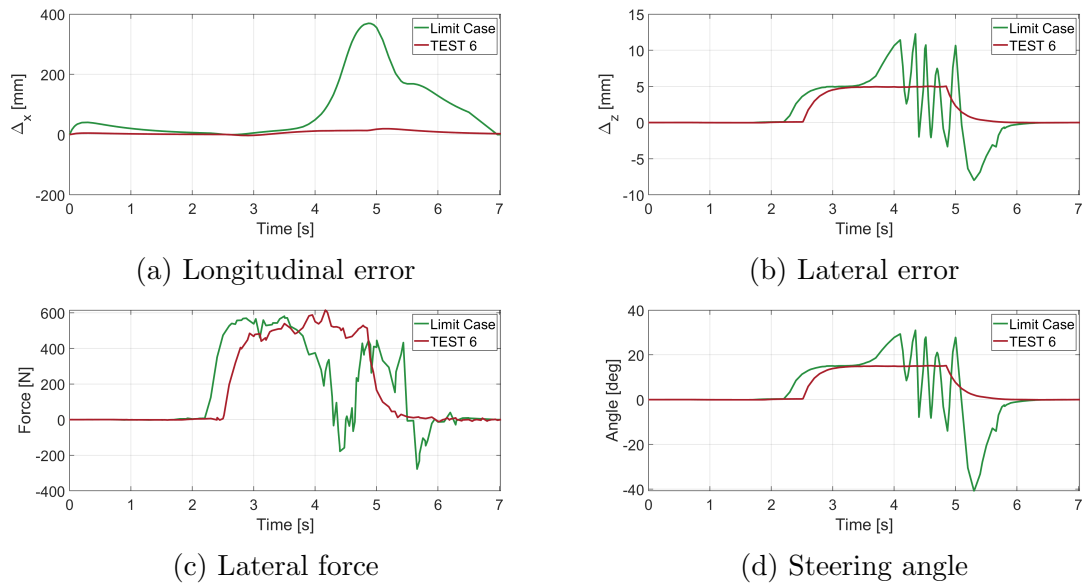 400
200
0
-200
Δx [mm]
Limit Case
TEST 6
0 1 2 3 4 5 6 7
Time [s]
(a) Longitudinal error
15
10
5
0
-5
-10
Δz [mm]
Limit Case
TEST 6
0 1 2 3 4 5 6 7
Time [s]
(b) Lateral error
600
400
200
0
-200
-400
Force [N]
Limit Case
TEST 6
0 1 2 3 4 5 6 7
Time [s]
(c) Lateral force
40
20
0
-20
-40
Angle [deg]
Limit Case
TEST 6
0 1 2 3 4 5 6 7
Time [s]
(d) Steering angle